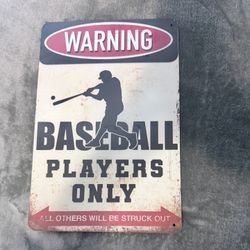 WARNING
BASEBALL
PLAYERS
ONLY
ALL OTHERS WILL BE STRUCK OUT